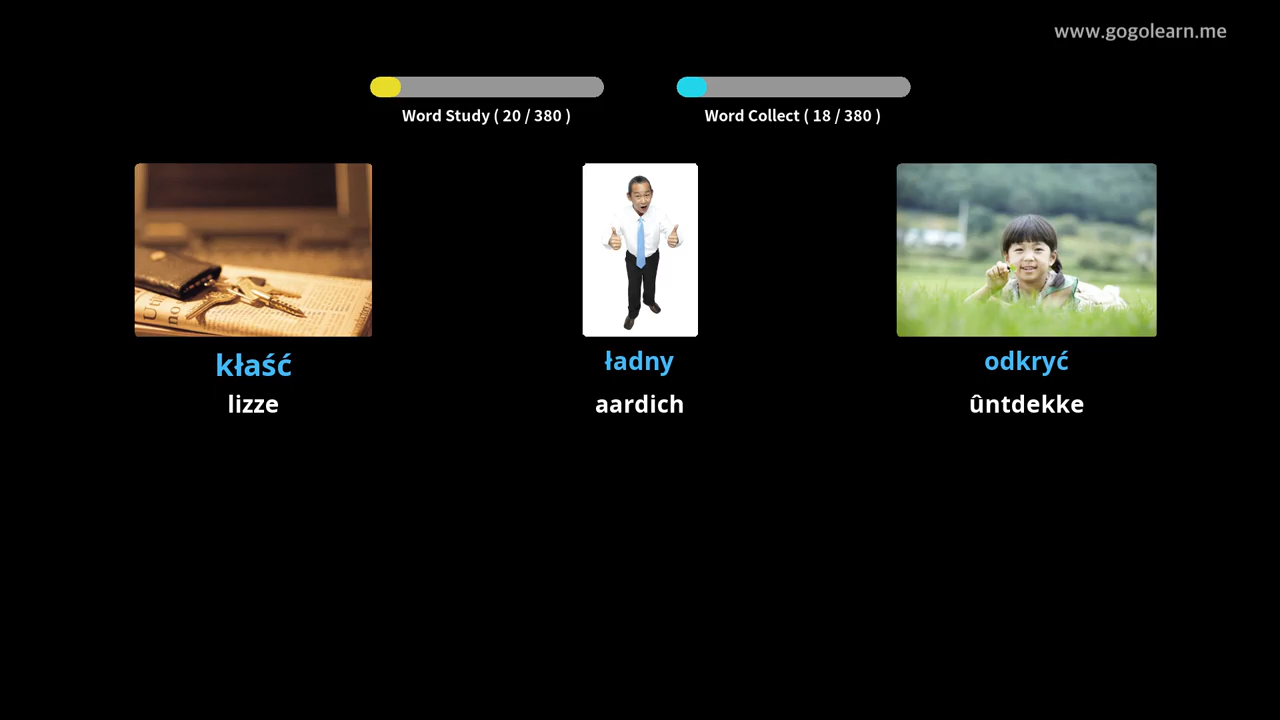 www.gogolearn.me
Word Study ( 20 / 380 )
Word Collect ( 18 / 380 )
kłaść
ładny
odkryć
lizze
aardich
ûntdekke